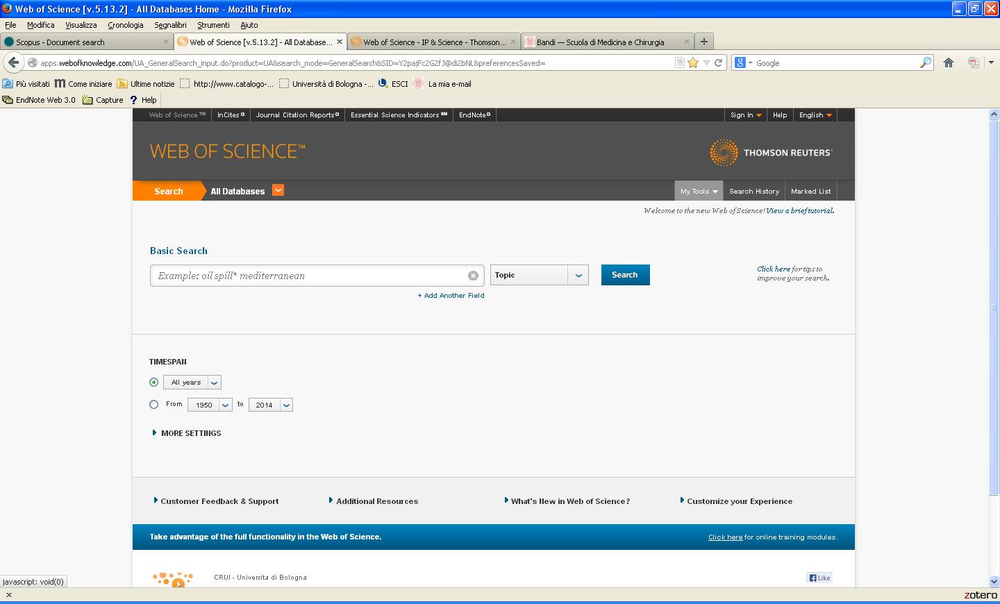 Web of Science [v.5.13.2] - All Databases Home - Mozilla Firefox
File Modifica Visualizza Cronologia Segnalibri Strumenti Aiuto
Scopus - Document search
Web of Science [v.5.13.2] - All Database...
Web of Science - IP & Science - Thomson...
Bandi — Scuola di Medicina e Chirurgia
apps.webofknowledge.com/UA_GeneralSearch_input.do?product=UA&search_mode=GeneralSearch&SID=Y2pajFc2G2fJ@di2bNL&preferencesSaved=
Google
Più visitati Come iniziare Ultime notizie http://www.catalogo-... Università di Bologna -... ESCI La mia e-mail
EndNote Web 3.0 Capture Help
Web of Science ™ InCites Journal Citation Reports Essential Science Indicators ℠ EndNote Sign In Help English
WEB OF SCIENCE™
THOMSON REUTERS
Search All Databases My Tools Search History Marked List
Welcome to the new Web of Science! View a brief tutorial.
Basic Search
Example: oil spill* mediterranean
Topic
Search
Click here for tips to
improve your search.
+ Add Another Field
TIMESPAN
All years
From 1950 to 2014
MORE SETTINGS
Customer Feedback & Support Additional Resources What's New in Web of Science? Customize your Experience
Take advantage of the full functionality in the Web of Science. Click here for online training modules.
CRUI - Universita di Bologna
Like
javascript: void(0)
x
zotero